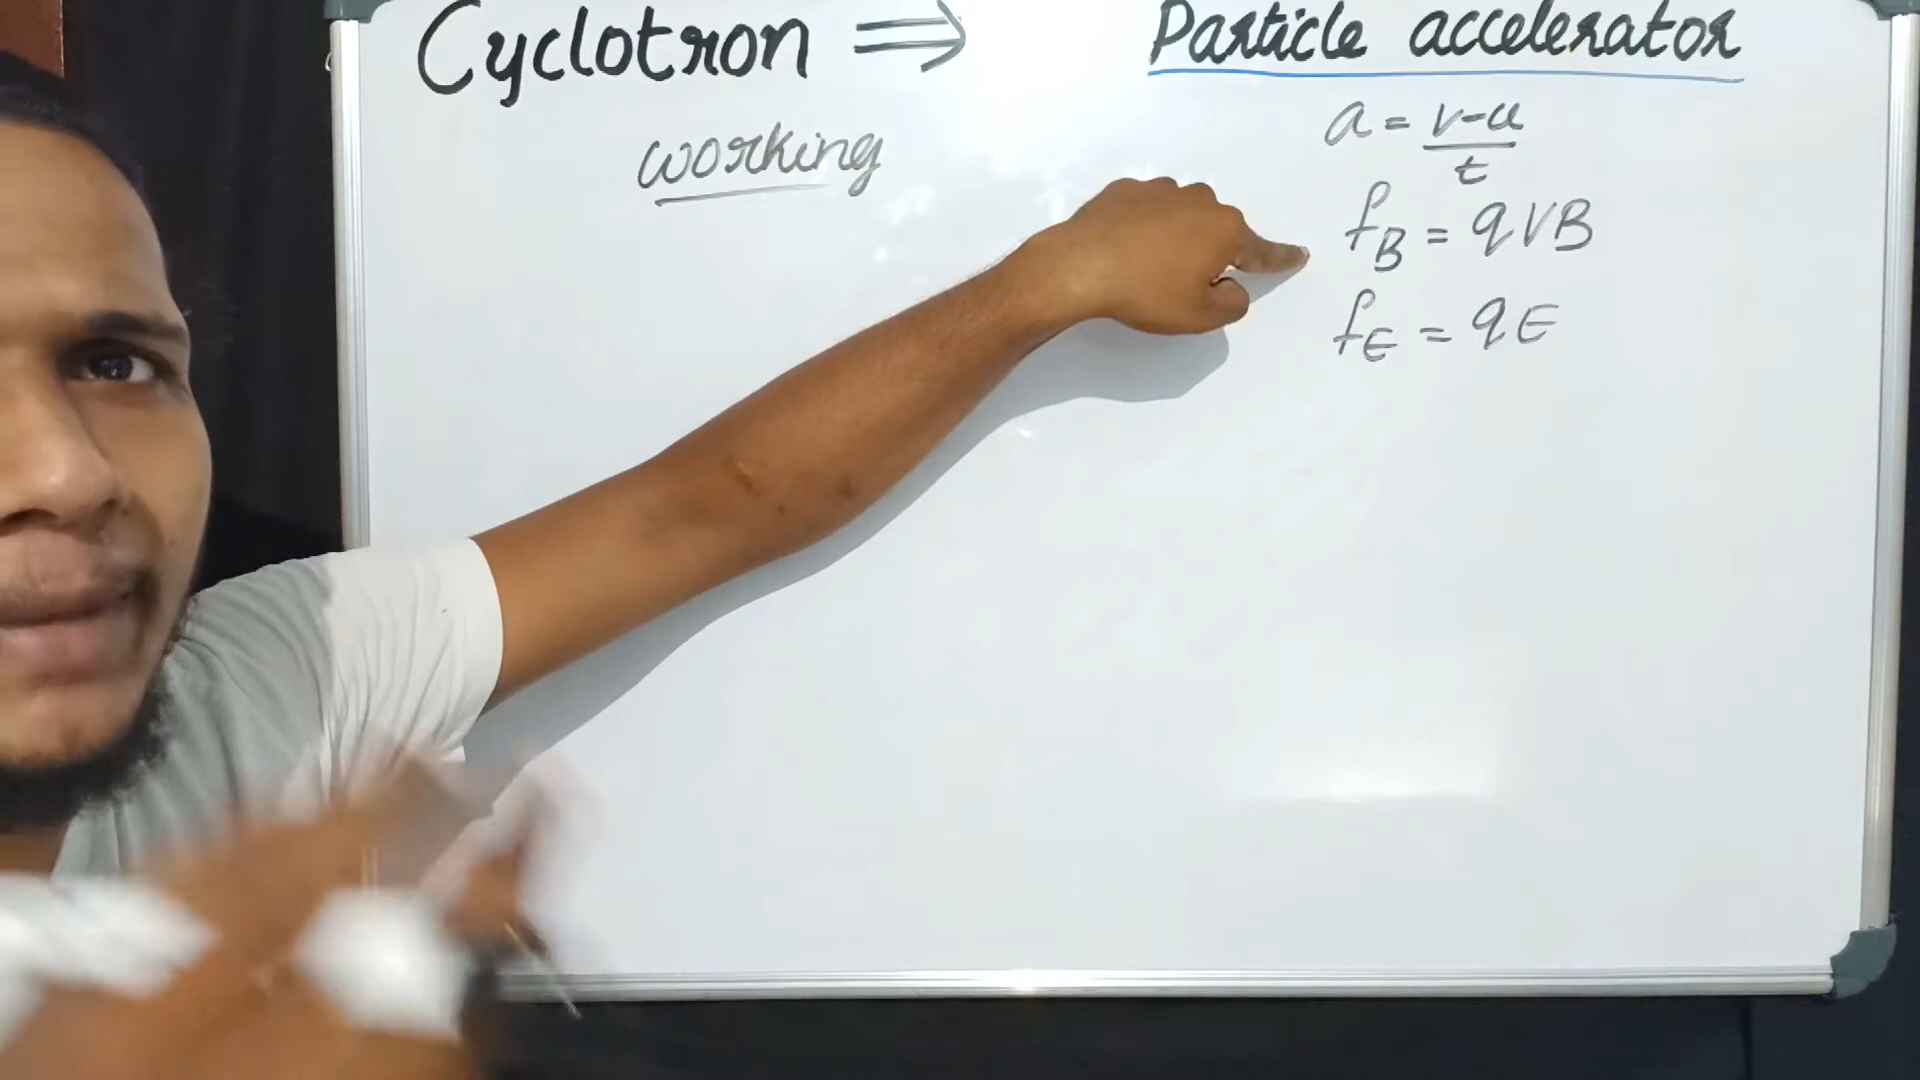 Cyclotron ⟹ Particle accelerator
working
a = v-u/t
fB = qVB
fE = qE